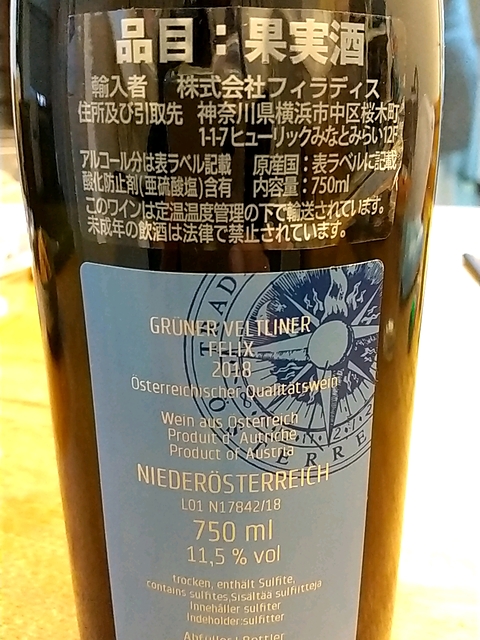 品目：果実酒
輸入者 株式会社フィラディス
住所及び引取先 神奈川県横浜市中区桜木町
1-1-7ヒューリックみなとみらい12F
アルコール分は表ラベル記載 原産国：表ラベルに記載
酸化防止剤(亜硫酸塩)含有 内容量：750ml
このワインは定温温度管理の下で輸送されています。
未成年の飲酒は法律で禁止されています。
TRAD
GRÜNER VELTLINER
FELIX
2018
Österreichischer Qualitätswein
Wein aus Österreich
Produit d' Autriche
Product of Austria
TERRE
NIEDERÖSTERREICH
L01 N17842/18
750 ml
11,5 % vol
trocken, enthält Sulfite,
contains sulfites,Sisältää sulfiitteja
Innehåller sulfiter
Indeholder:sulfitter
Abfüller | Bottler